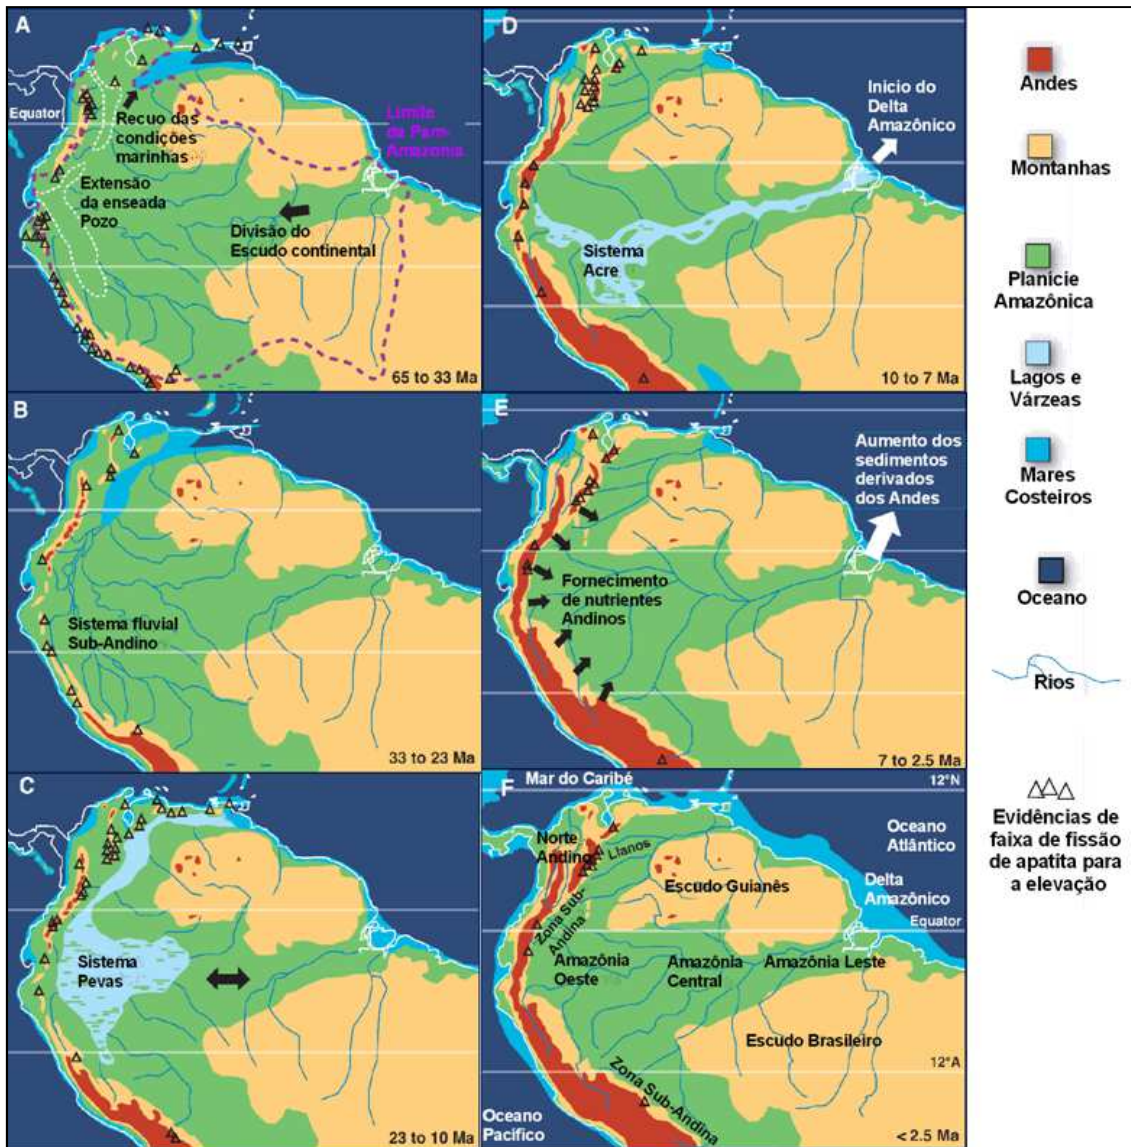 A
Equator
Recuo das
condições
marinhas
Limite
da Pam-
Amazonia
Extensão
da enseada
Pozo
Divisão do
Escudo continental
65 to 33 Ma
B
Sistema fluvial
Sub-Andino
33 to 23 Ma
C
Sistema
Pevas
23 to 10 Ma
D
Inicio do
Delta
Amazônico
Sistema
Acre
10 to 7 Ma
E
Aumento dos
sedimentos
derivados
dos Andes
Fornecimento
de nutrientes
Andinos
7 to 2.5 Ma
F
Mar do Caribé
12°N
Norte
Andino
Llanos
Oceano
Atlântico
Escudo Guianês
Delta
Amazônico
Equator
Zona Sub-
Andina
Amazônia
Oeste
Amazônia
Central
Amazônia Leste
Escudo Brasileiro
12°A
Zona Sub-Andina
Oceano
Pacifico
< 2.5 Ma
Andes
Montanhas
Planicie
Amazônica
Lagos e
Várzeas
Mares
Costeiros
Oceano
Rios
Evidências de
faixa de fissão
de apatita para
a elevação